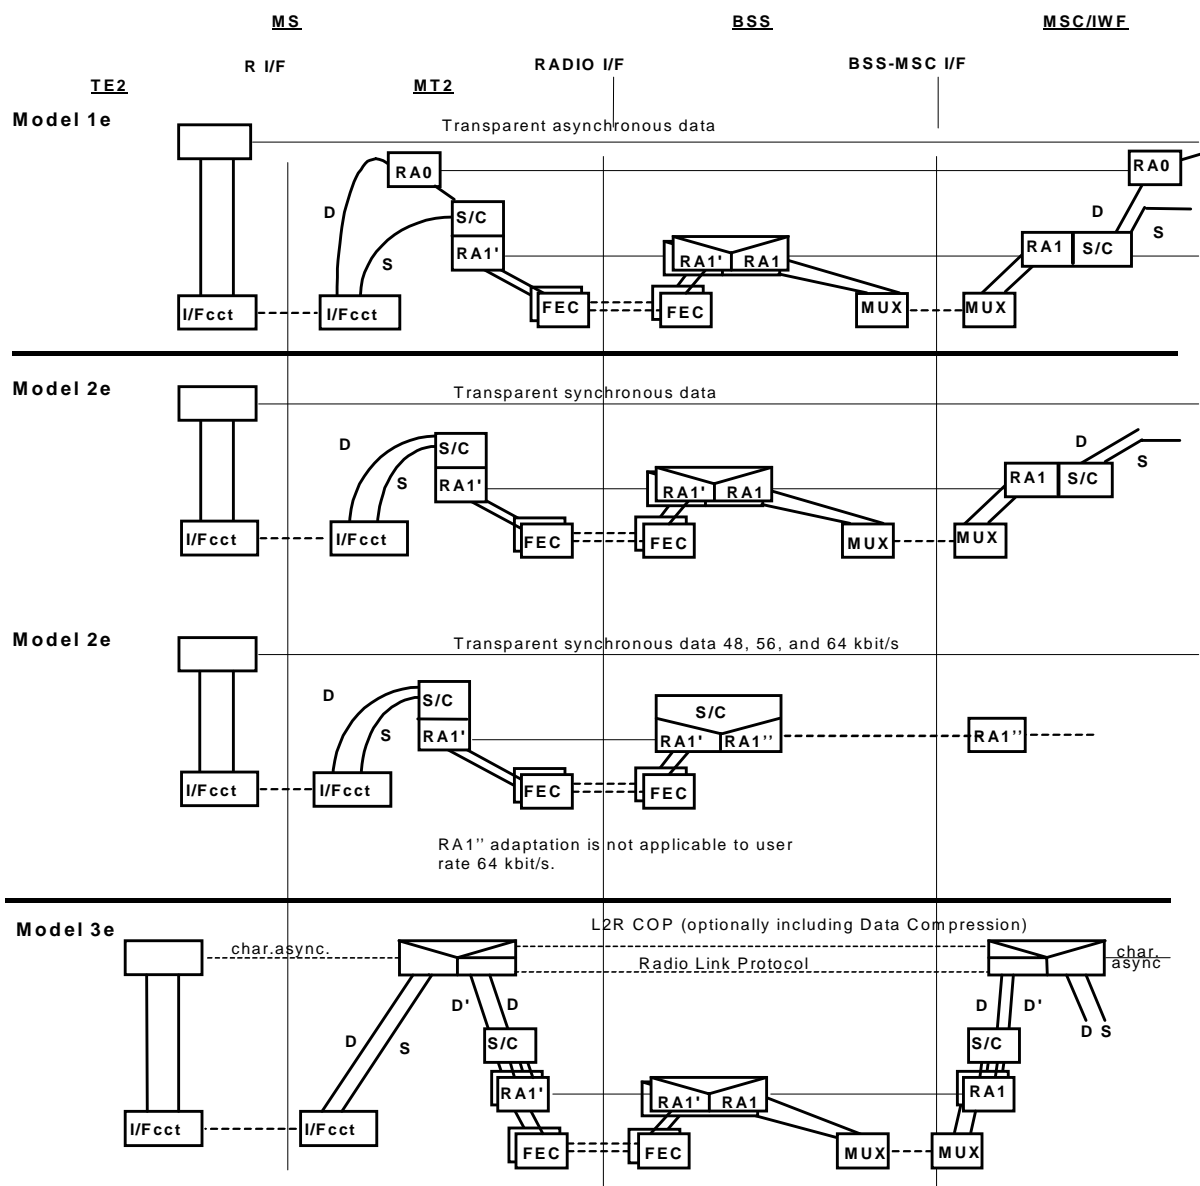 MS BSS MSC/IWF
R I/F RADIO I/F BSS-MSC I/F
TE2 MT2
Model 1e
Transparent asynchronous data
RA0 RA0
D S/C D
S RA1' RA1' RA1 RA1 S/C S
I/Fcct I/Fcct FEC FEC MUX MUX
Model 2e
Transparent synchronous data
D S/C D
S RA1' RA1' RA1 RA1 S/C S
I/Fcct I/Fcct FEC FEC MUX MUX
Model 2e
Transparent synchronous data 48, 56, and 64 kbit/s
D S/C S/C
S RA1' RA1' RA1'' RA1''
I/Fcct I/Fcct FEC FEC
RA1'' adaptation is not applicable to user
rate 64 kbit/s.
Model 3e
L2R COP (optionally including Data Compression)
char.async. Radio Link Protocol char.
async
D' D D D'
D S S/C S/C D S
RA1' RA1' RA1 RA1
I/Fcct I/Fcct FEC FEC MUX MUX